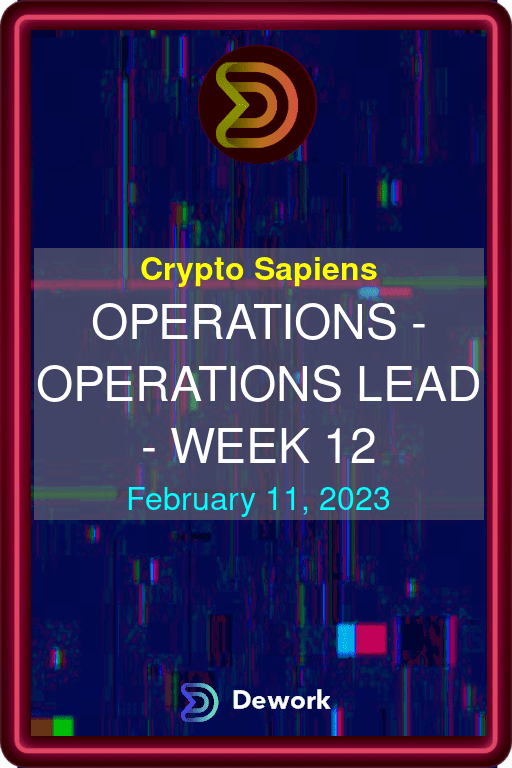 Crypto Sapiens
OPERATIONS -
OPERATIONS LEAD
- WEEK 12
February 11, 2023
Dework